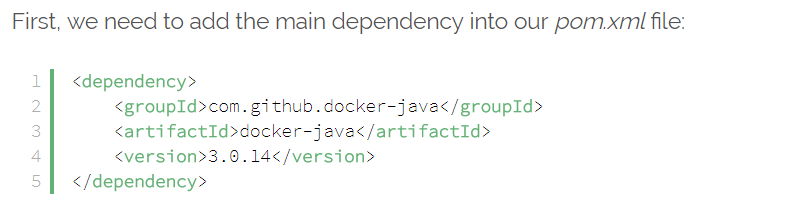 First, we need to add the main dependency into our pom.xml file:
1 <dependency>
2     <groupId>com.github.docker-java</groupId>
3     <artifactId>docker-java</artifactId>
4     <version>3.0.14</version>
5 </dependency>